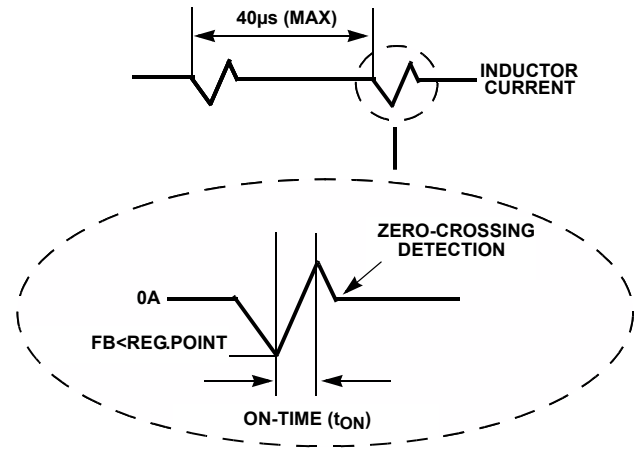 40µs (MAX)
INDUCTOR
CURRENT
ZERO-CROSSING
DETECTION
0A
FB<REG.POINT
ON-TIME (tON)